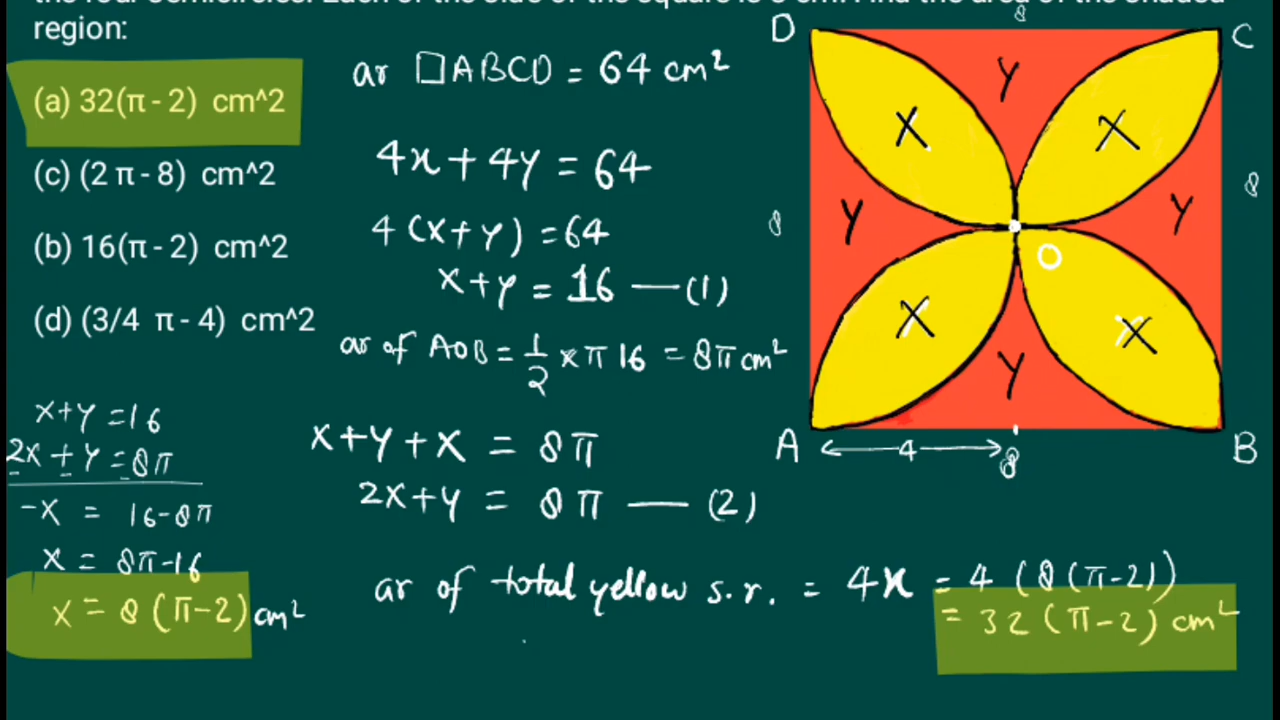 region:
(a) 32(π - 2) cm^2
(c) (2 π - 8) cm^2
(b) 16(π - 2) cm^2
(d) (3/4 π - 4) cm^2
ar □ABCD = 64 cm²
4x + 4y = 64
4 (x+y) = 64
x+y = 16 —(1)
ar of AOB = 1/2 x π 16 = 8π cm²
x+y+x = 8π
2x+y = 8π — (2)
x+y = 16
2x + y = 8π
- - -
-x = 16-8π
x = 8π-16
x = 8 (π-2) cm²
ar of total yellow s.r. = 4x = 4 (8 (π-2))
= 32 (π-2) cm²
D 8 C
Y
X X
8 Y Y 8
O
X X
Y
A 4 8 B